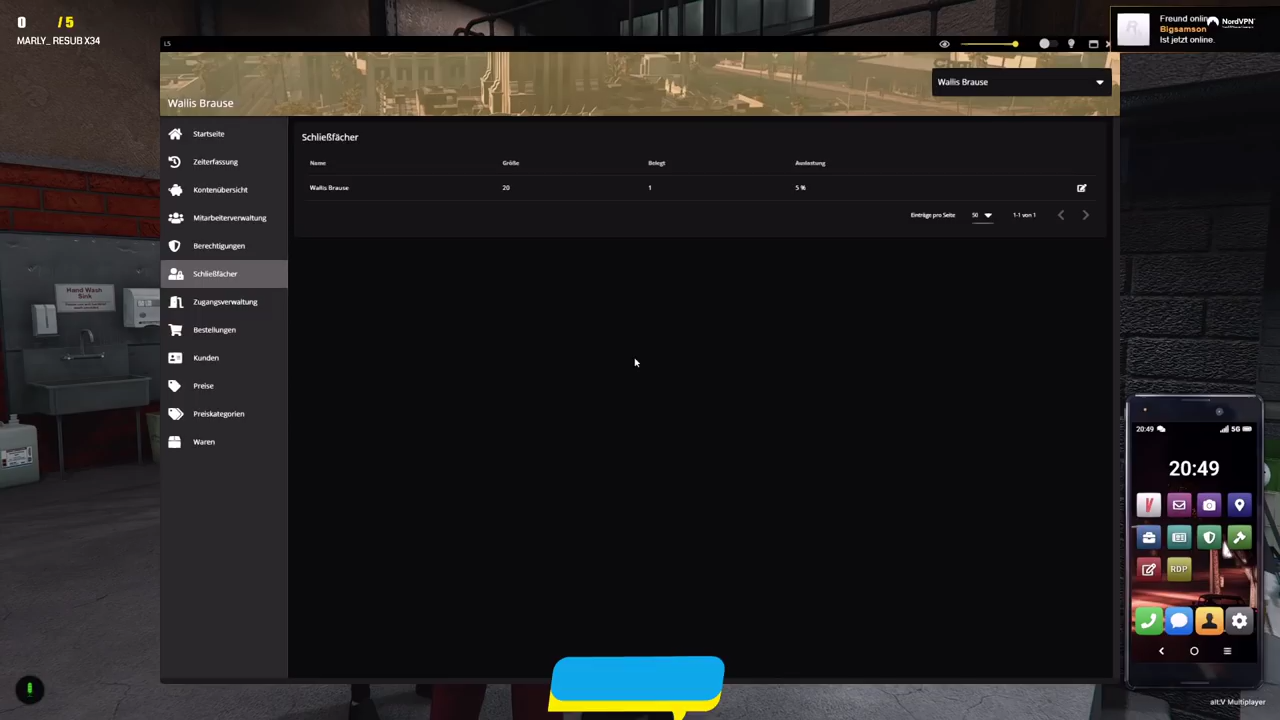 0 / 5
MARLY_ RESUB X34
LS
Freund online
NordVPN
Bigsamson
Ist jetzt online.
Wallis Brause
Wallis Brause
Startseite
Zeiterfassung
Kontenübersicht
Mitarbeiterverwaltung
Berechtigungen
Schließfächer
Zugangsverwaltung
Bestellungen
Kunden
Preise
Preiskategorien
Waren
Schließfächer
Name Größe Belegt Auslastung
Wallis Brause 20 1 5 %
Einträge pro Seite 50 1-1 von 1
Hand Wash
Sink
20:49 5G
20:49
RDP
alt:V Multiplayer